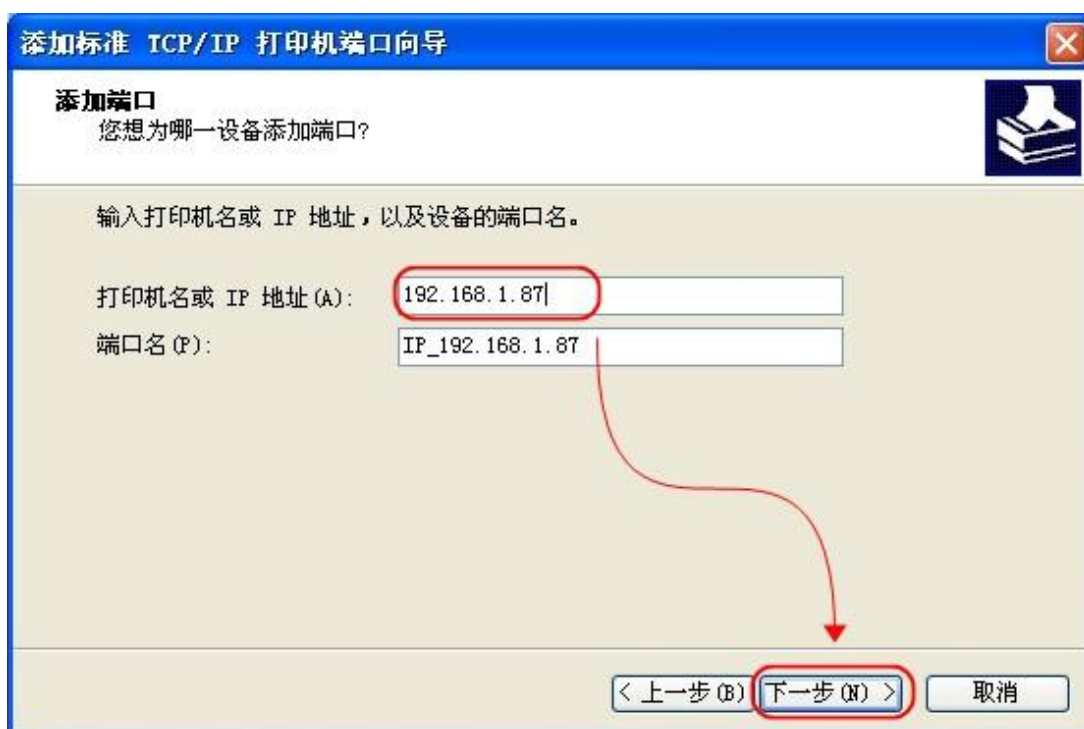 添加标准 TCP/IP 打印机端口向导
添加端口
您想为哪一设备添加端口?
输入打印机名或 IP 地址，以及设备的端口名。
打印机名或 IP 地址(A): 192.168.1.87
端口名(P): IP_192.168.1.87
< 上一步(B) 下一步(N) > 取消